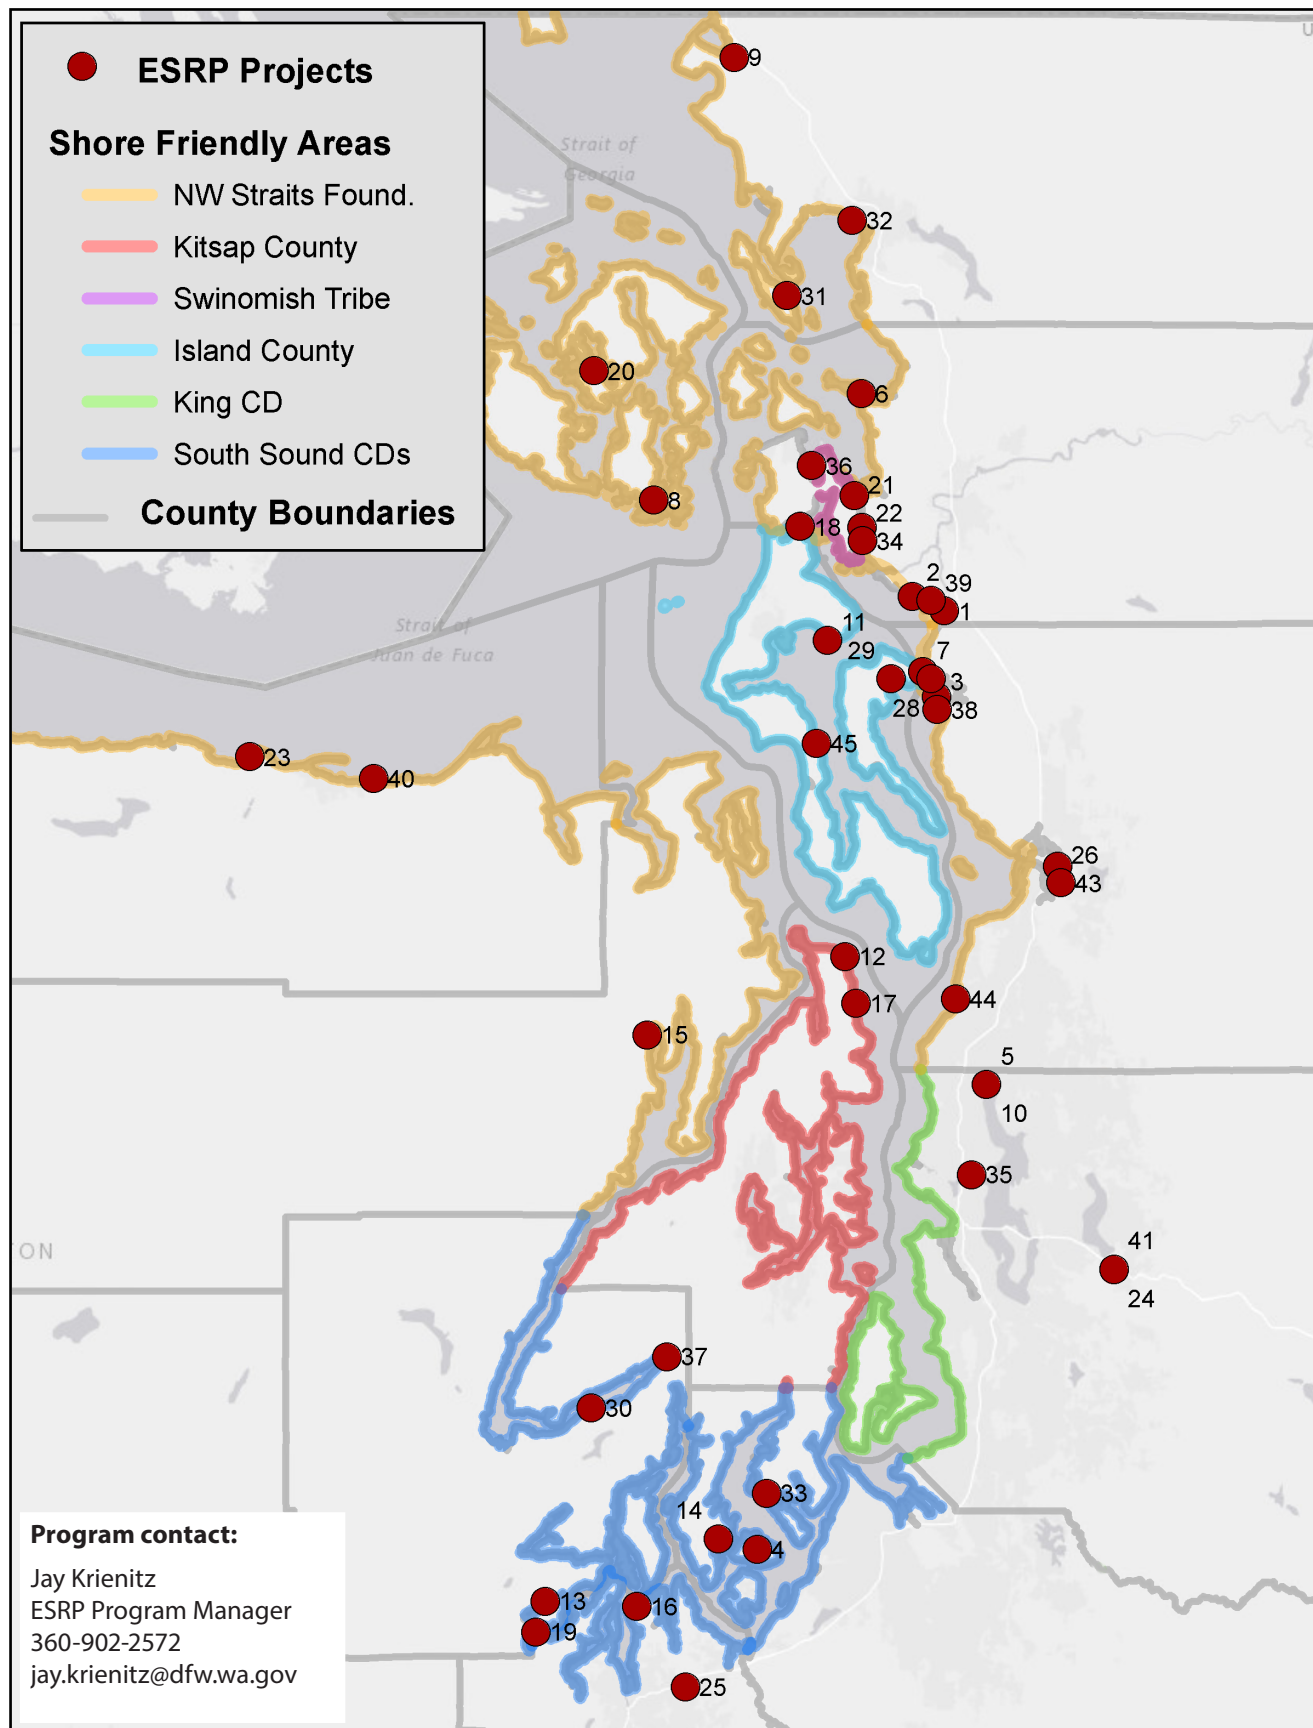 ESRP Projects
Shore Friendly Areas
NW Straits Found.
Kitsap County
Swinomish Tribe
Island County
King CD
South Sound CDs
County Boundaries
U
9
Strait of
Georgia
32
31
20
6
36
21
8
22
18
34
2
39
1
11
Strait of
Juan de Fuca
29
7
3
28
38
45
23
40
26
43
12
17
44
15
5
10
35
ON
41
24
37
30
33
14
4
13
16
19
25
Program contact:
Jay Krienitz
ESRP Program Manager
360-902-2572
jay.krienitz@dfw.wa.gov